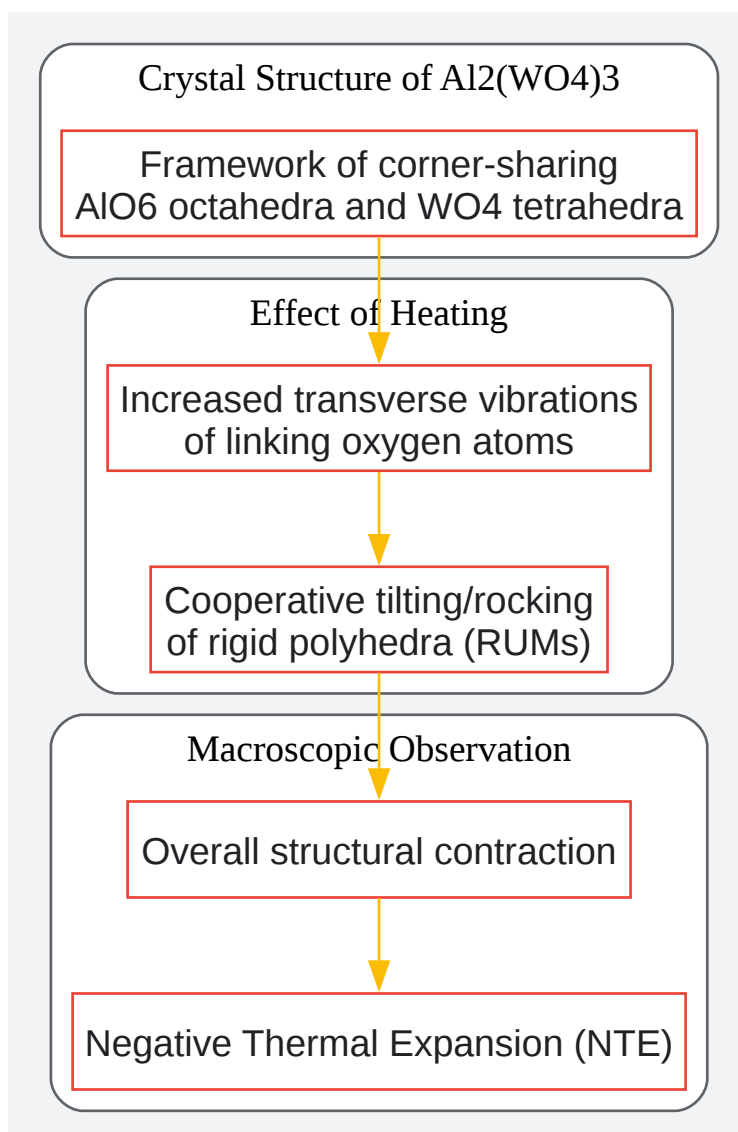 Crystal Structure of Al2(WO4)3
Framework of corner-sharing
AlO6 octahedra and WO4 tetrahedra
Effect of Heating
Increased transverse vibrations
of linking oxygen atoms
Cooperative tilting/rocking
of rigid polyhedra (RUMs)
Macroscopic Observation
Overall structural contraction
Negative Thermal Expansion (NTE)